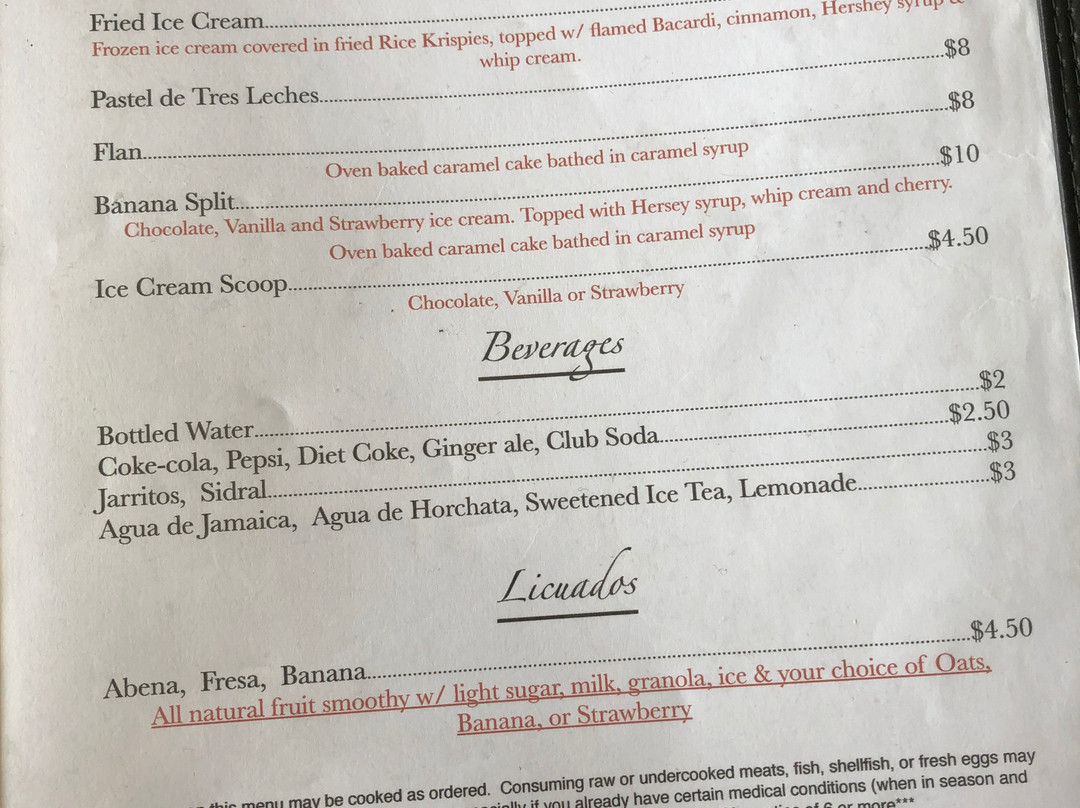 Fried Ice Cream
Frozen ice cream covered in fried Rice Krispies, topped w/ flamed Bacardi, cinnamon, Hershey syrup &
whip cream.
Pastel de Tres Leches.....$8
Flan.....$8
Oven baked caramel cake bathed in caramel syrup
Banana Split.....$10
Chocolate, Vanilla and Strawberry ice cream. Topped with Hersey syrup, whip cream and cherry.
Oven baked caramel cake bathed in caramel syrup
Ice Cream Scoop.....$4.50
Chocolate, Vanilla or Strawberry
Beverages
Bottled Water.....$2
Coke-cola, Pepsi, Diet Coke, Ginger ale, Club Soda.....$2.50
Jarritos, Sidral.....$3
Agua de Jamaica, Agua de Horchata, Sweetened Ice Tea, Lemonade.....$3
Licuados
Abena, Fresa, Banana.....$4.50
All natural fruit smoothy w/ light sugar, milk, granola, ice & your choice of Oats,
Banana, or Strawberry
this menu may be cooked as ordered. Consuming raw or undercooked meats, fish, shellfish, or fresh eggs may
if you already have certain medical conditions (when in season and
of 6 or more***